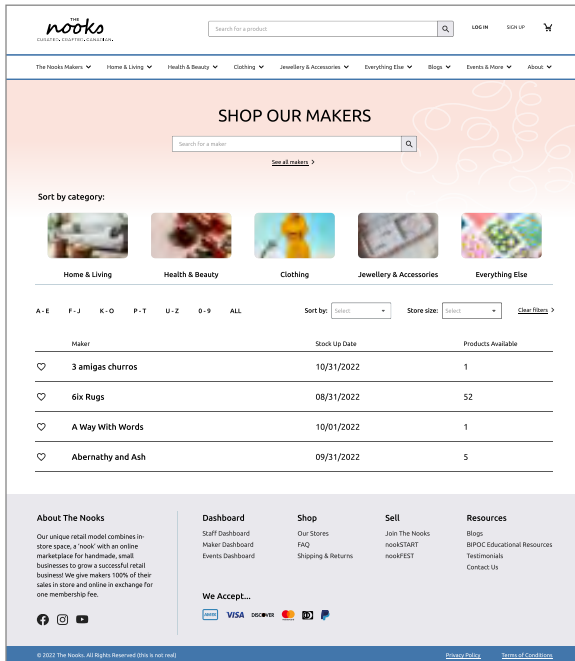 THE
nooks
CURATED. CRAFTED. CANADIAN.
Search for a product
LOG IN
SIGN UP
The Nooks Makers
Home & Living
Health & Beauty
Clothing
Jewellery & Accessories
Everything Else
Blogs
Events & More
About
SHOP OUR MAKERS
Search for a maker
See all makers
Sort by category:
Home & Living
Health & Beauty
Clothing
Jewellery & Accessories
Everything Else
A - E F - J K - O P - T U - Z 0 - 9 ALL
Sort by: Select
Store size: Select
Clear filters
Maker Stock Up Date Products Available
3 amigas churros 10/31/2022 1
6ix Rugs 08/31/2022 52
A Way With Words 10/01/2022 1
Abernathy and Ash 09/31/2022 5
About The Nooks
Our unique retail model combines in-
store space, a 'nook' with an online
marketplace for handmade, small
businesses to grow a successful retail
business! We give makers 100% of their
sales in store and online in exchange for
one membership fee.
Dashboard
Staff Dashboard
Maker Dashboard
Events Dashboard
Shop
Our Stores
FAQ
Shipping & Returns
Sell
Join The Nooks
nookSTART
nookFEST
Resources
Blogs
BIPOC Educational Resources
Testimonials
Contact Us
We Accept...
AMEX
VISA
DISCOVER
© 2022 The Nooks. All Rights Reserved (this is not real)
Privacy Policy
Terms of Conditions